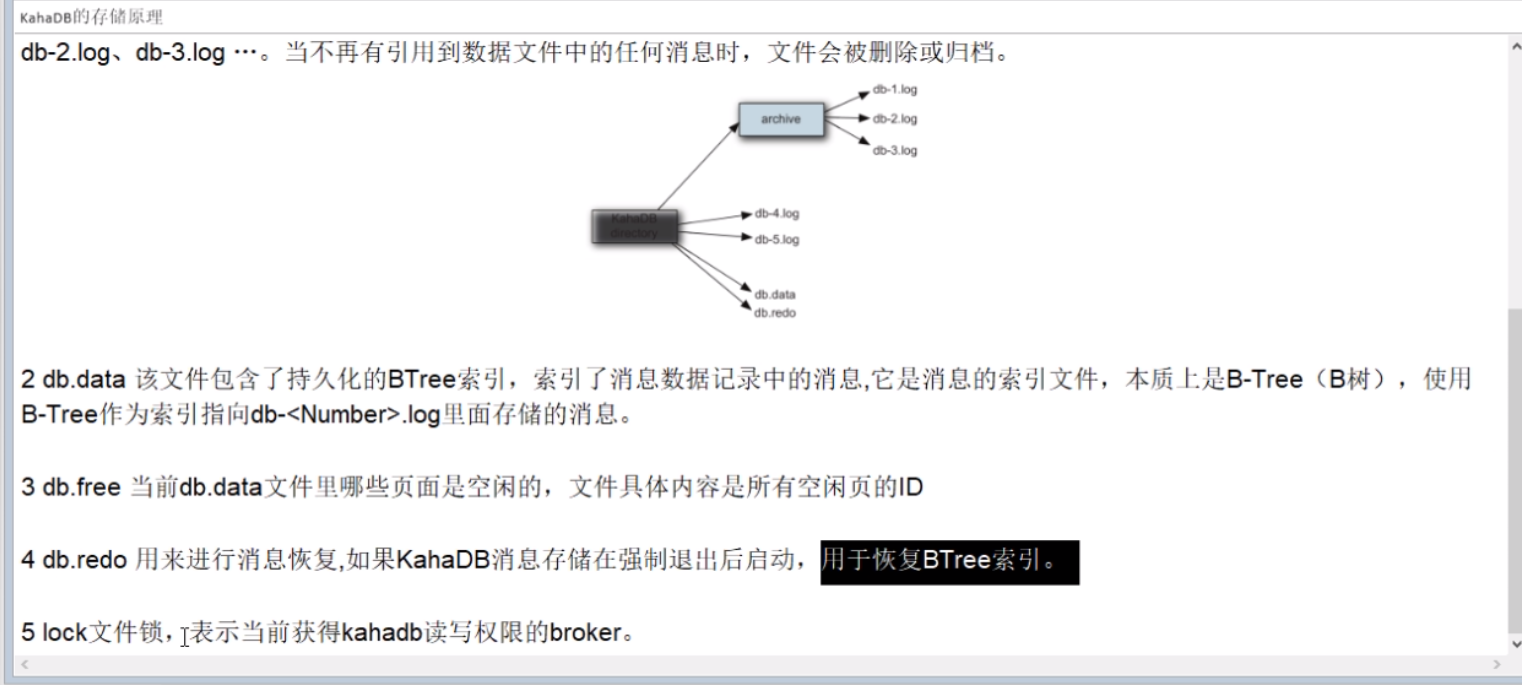 KahaDB的存储原理
db-2.log、db-3.log …。当不再有引用到数据文件中的任何消息时，文件会被删除或归档。
db-1.log
archive
db-2.log
db-3.log
KahaDB
directory
db-4.log
db-5.log
db.data
db.redo
2 db.data 该文件包含了持久化的BTree索引，索引了消息数据记录中的消息,它是消息的索引文件，本质上是B-Tree（B树），使用
B-Tree作为索引指向db-<Number>.log里面存储的消息。
3 db.free 当前db.data文件里哪些页面是空闲的，文件具体内容是所有空闲页的ID
4 db.redo 用来进行消息恢复,如果KahaDB消息存储在强制退出后启动，用于恢复BTree索引。
5 lock文件锁，表示当前获得kahadb读写权限的broker。